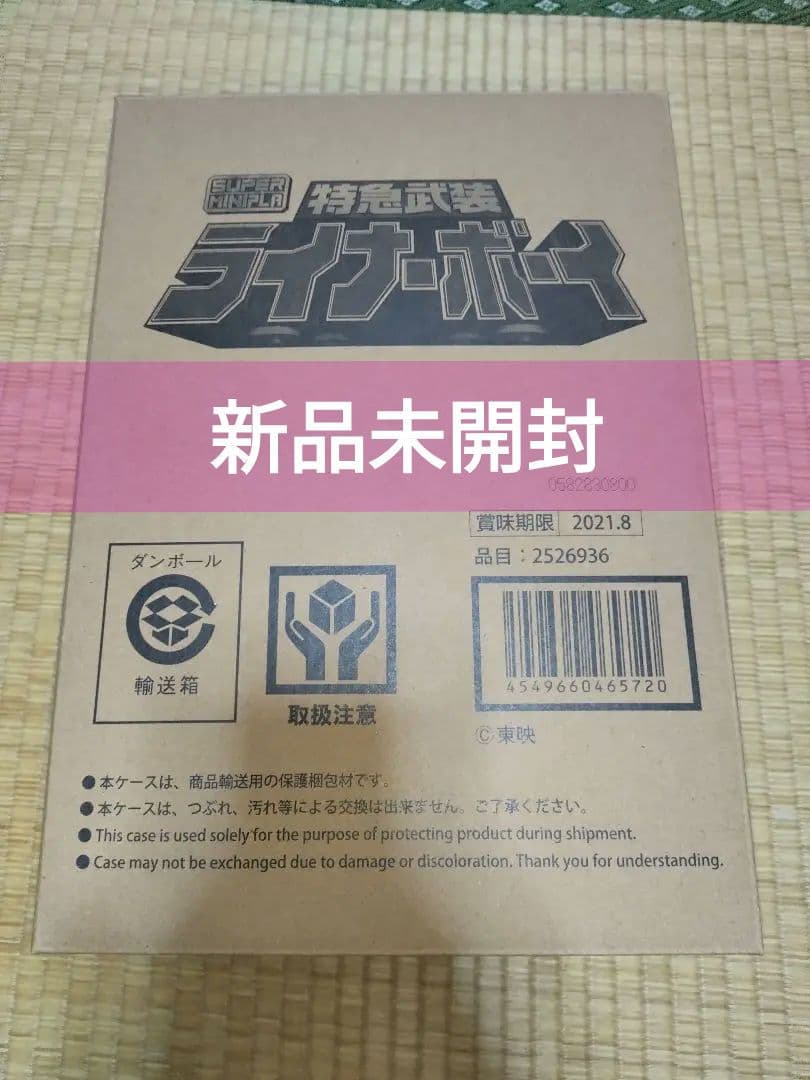 SUPER
MINIPLA
特急武装
ライナーボーイ
新品未開封
0582830800
賞味期限 2021.8
品目：2526936
ダンボール
輸送箱
取扱注意
4549660465720
Ⓒ東映
●本ケースは、商品輸送用の保護梱包材です。
●本ケースは、つぶれ、汚れ等による交換は出来ません。ご了承ください。
●This case is used solely for the purpose of protecting product during shipment.
●Case may not be exchanged due to damage or discoloration. Thank you for understanding.